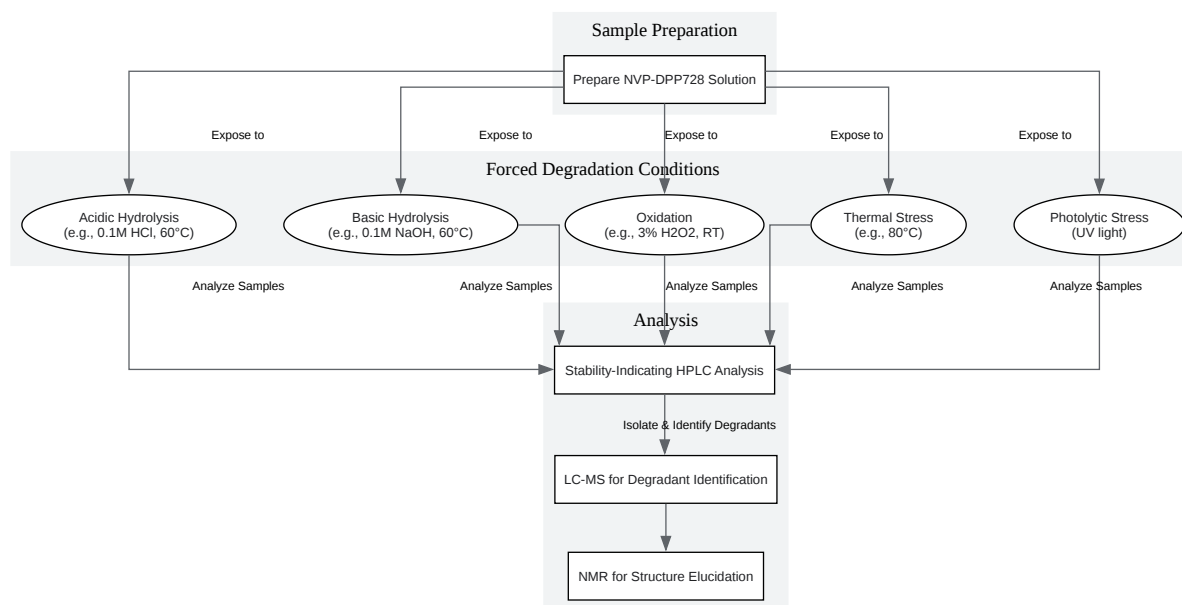 Sample Preparation
Prepare NVP-DPP728 Solution
Expose to
Expose to
Expose to
Expose to
Expose to
Forced Degradation Conditions
Acidic Hydrolysis
(e.g., 0.1M HCl, 60°C)
Basic Hydrolysis
(e.g., 0.1M NaOH, 60°C)
Oxidation
(e.g., 3% H2O2, RT)
Thermal Stress
(e.g., 80°C)
Photolytic Stress
(UV light)
Analyze Samples
Analyze Samples
Analyze Samples
Analyze Samples
Analyze Samples
Analysis
Stability-Indicating HPLC Analysis
Isolate & Identify Degradants
LC-MS for Degradant Identification
NMR for Structure Elucidation